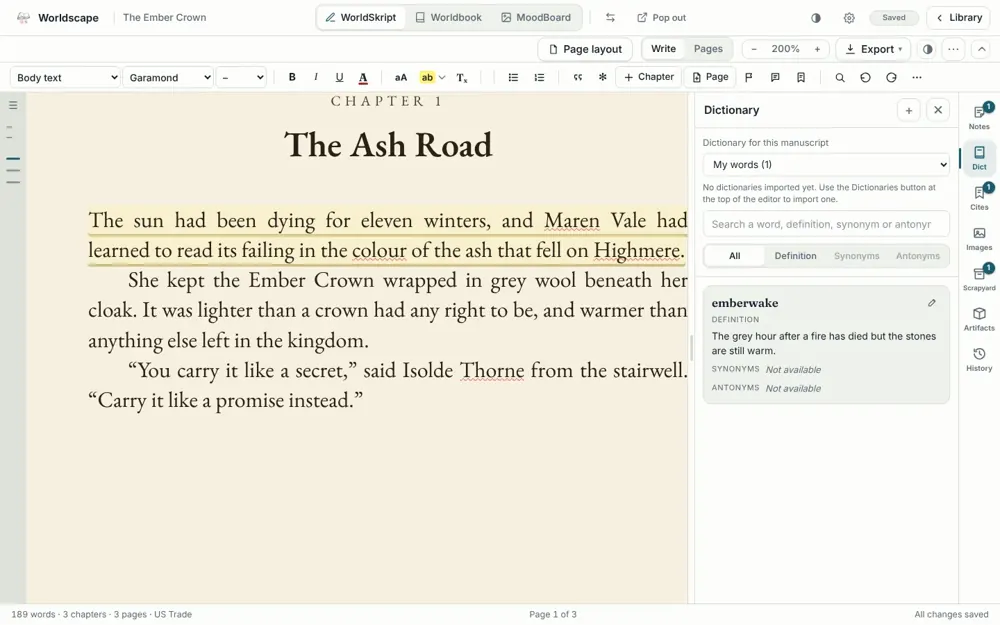 Worldscape The Ember Crown WorldSkript Worldbook MoodBoard Pop out Saved Library
Page layout Write Pages − 200% + Export
Body text Garamond – B I U A aA ab Tx + Chapter Page
CHAPTER 1
The Ash Road
The sun had been dying for eleven winters, and Maren Vale had
learned to read its failing in the colour of the ash that fell on Highmere.
She kept the Ember Crown wrapped in grey wool beneath her
cloak. It was lighter than a crown had any right to be, and warmer than
anything else left in the kingdom.
“You carry it like a secret,” said Isolde Thorne from the stairwell.
“Carry it like a promise instead.”
Dictionary
Dictionary for this manuscript
My words (1)
No dictionaries imported yet. Use the Dictionaries button at
the top of the editor to import one.
Search a word, definition, synonym or antonyr
All Definition Synonyms Antonyms
emberwake
DEFINITION
The grey hour after a fire has died but the stones
are still warm.
SYNONYMS Not available
ANTONYMS Not available
1
Notes
Dict
1
Cites
Images
1
Scrapyard
Artifacts
History
189 words · 3 chapters · 3 pages · US Trade Page 1 of 3 All changes saved